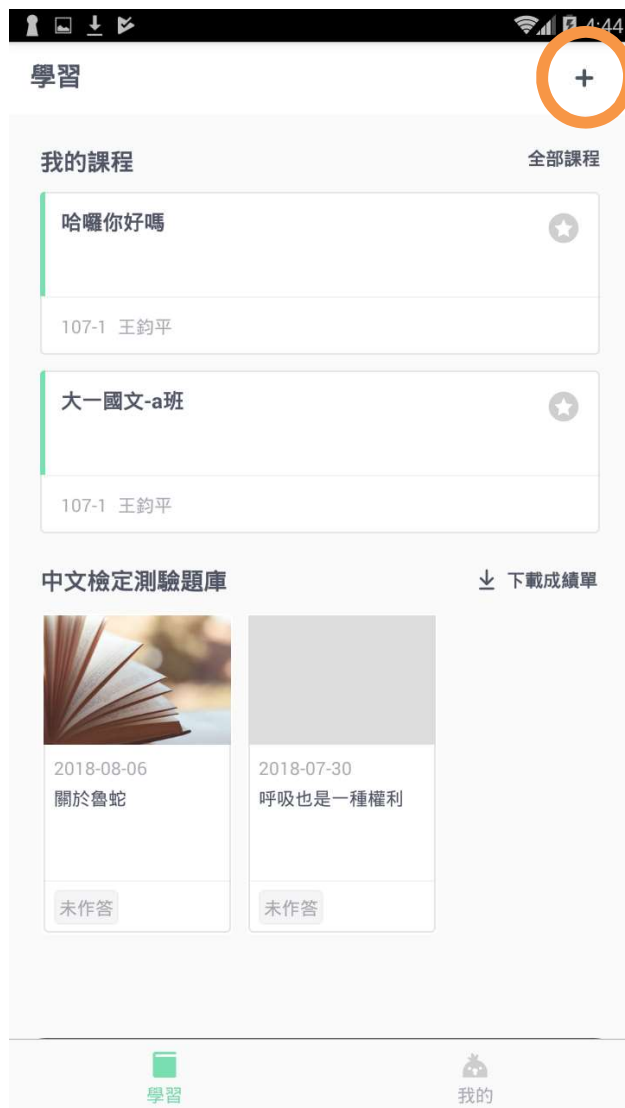 4:44
學習
+
我的課程
全部課程
哈囉你好嗎
107-1 王鈞平
大一國文-a班
107-1 王鈞平
中文檢定測驗題庫
下載成績單
2018-08-06
關於魯蛇
未作答
2018-07-30
呼吸也是一種權利
未作答
學習
我的